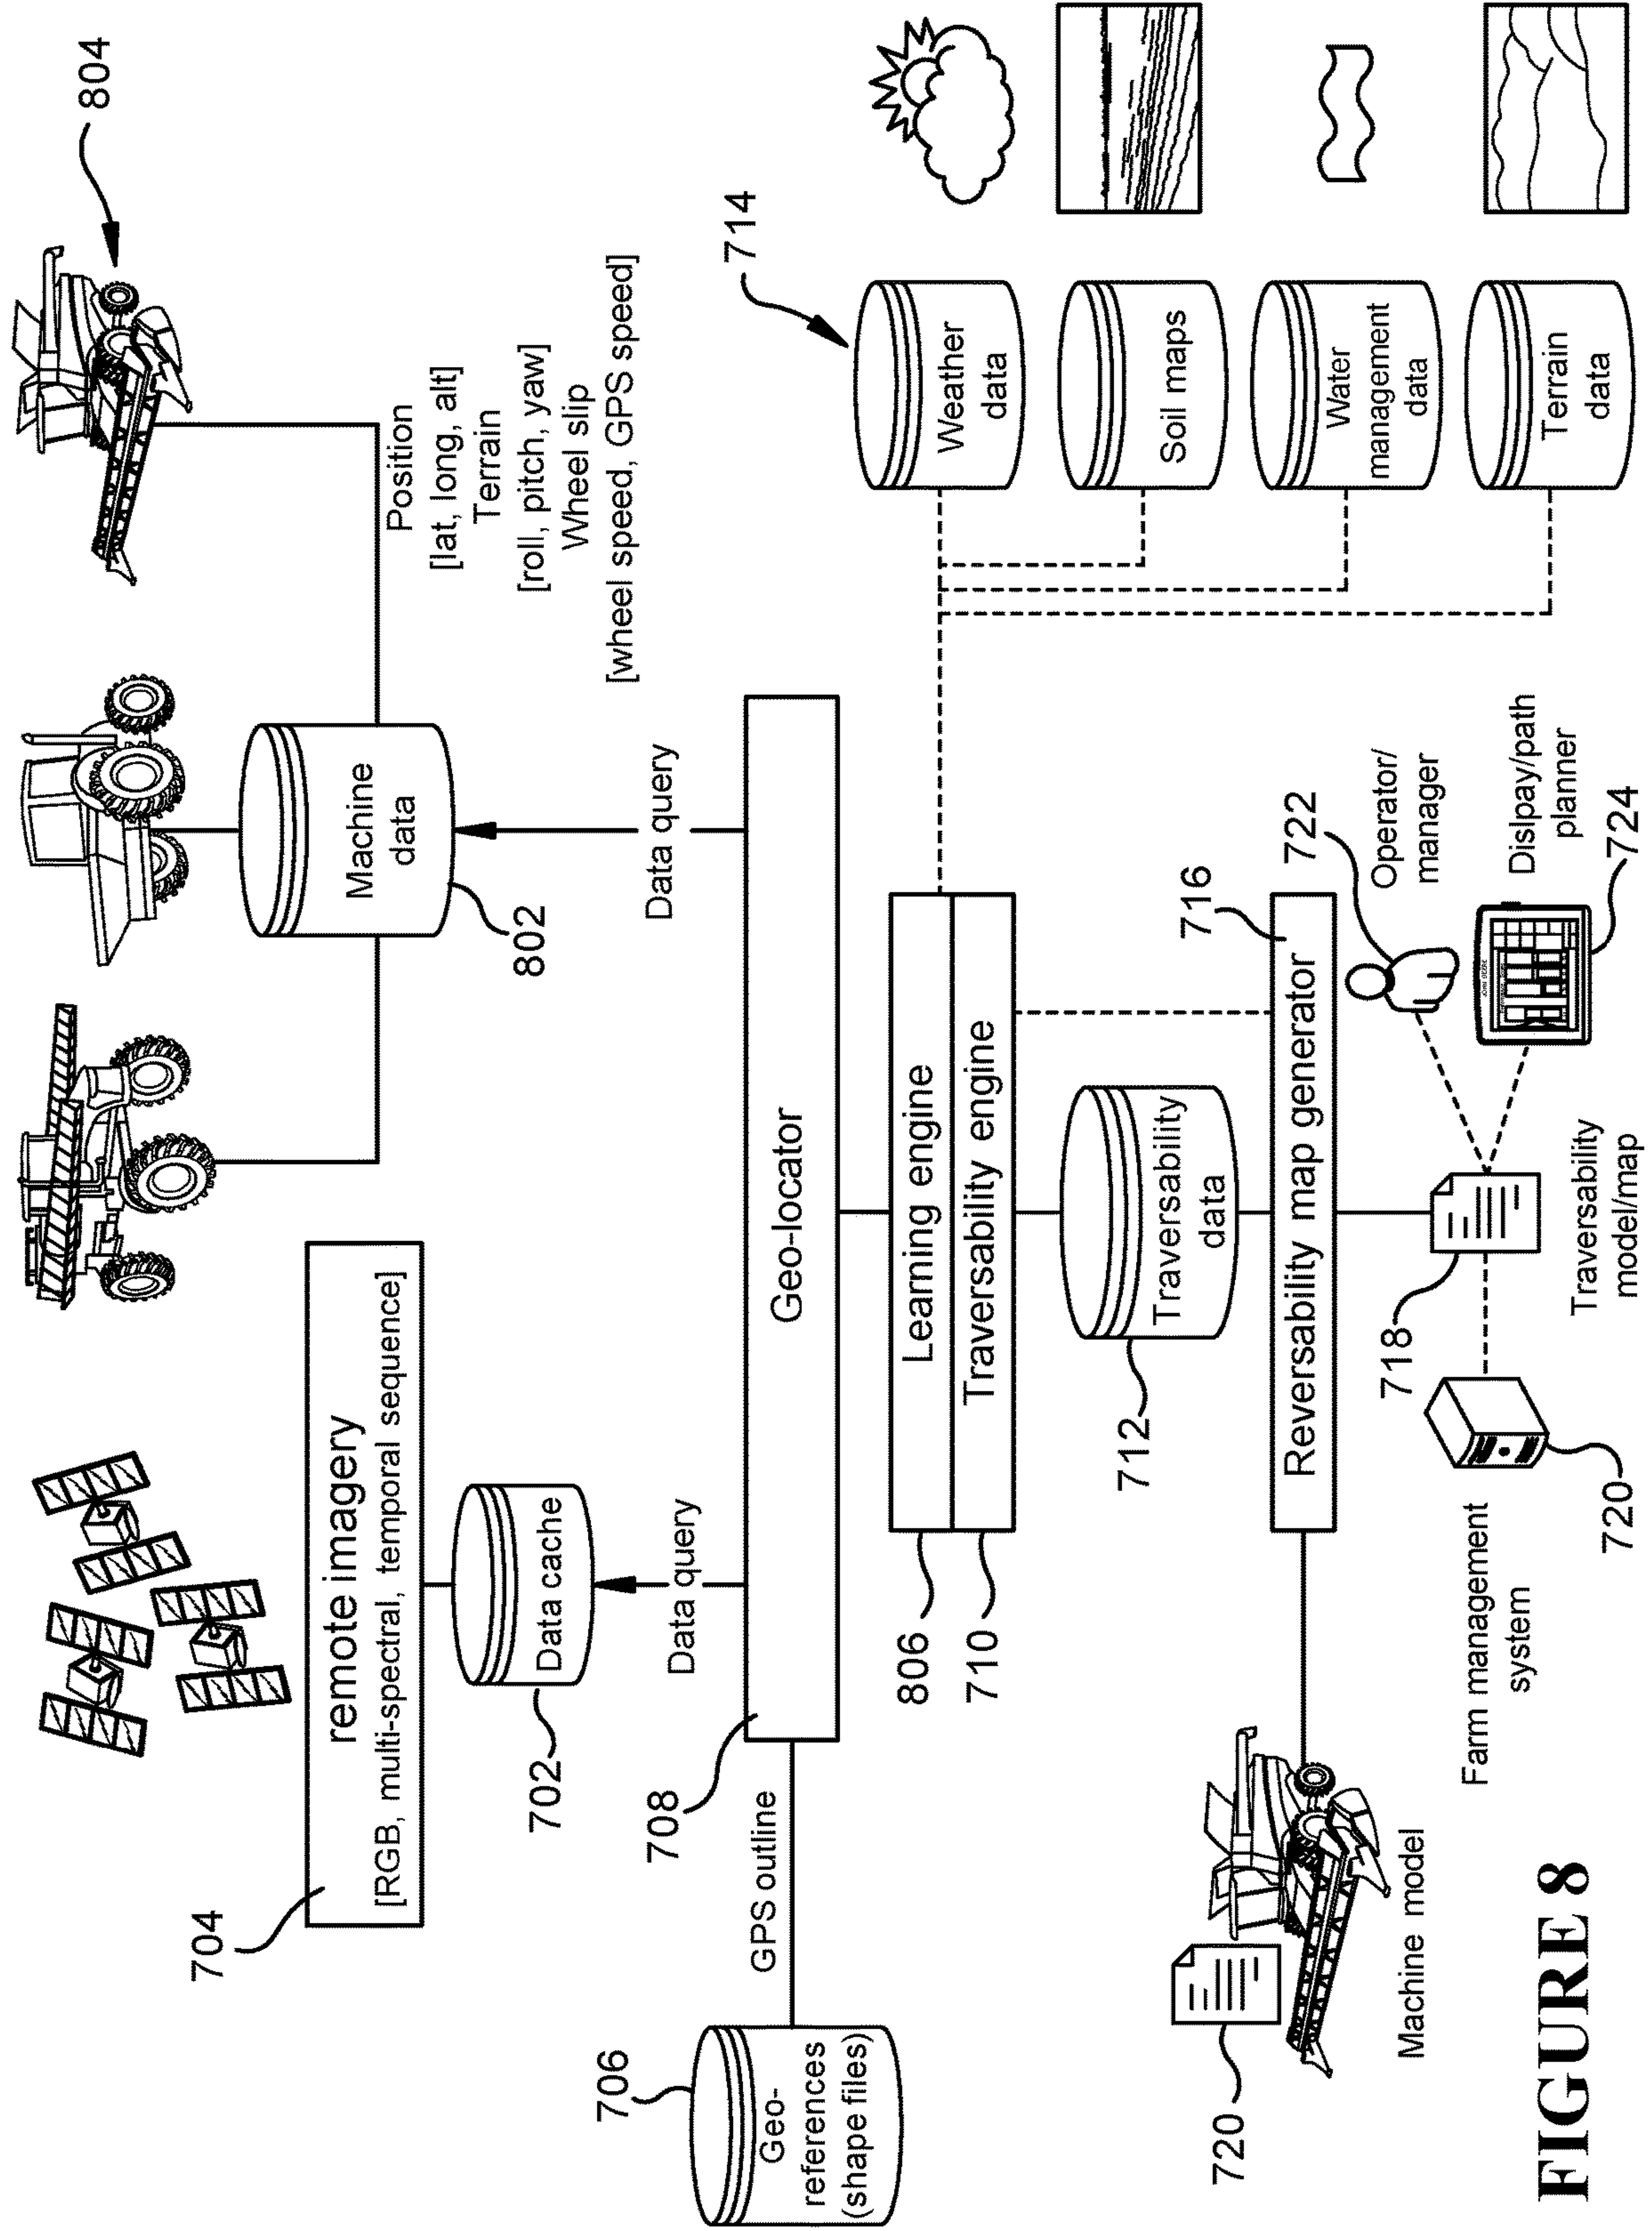 804
704
remote imagery
[RGB, multi-spectral, temporal sequence]
Machine
data
802
Position
[lat, long, alt]
Terrain
[roll, pitch, yaw]
Wheel slip
[wheel speed, GPS speed]
702
Data cache
Data query
Data query
706
Geo-
references
(shape files)
GPS outline
708
Geo-locator
714
Weather
data
Soil maps
Water
management
data
Terrain
data
806
Learning engine
710
Traversability engine
712
Traversability
data
716
Reversability map generator
720
Machine model
722
Operator/
manager
718
Traversability
model/map
720
Farm management
system
Dislpay/path
planner
724
JOHN DEERE
FIGURE 8